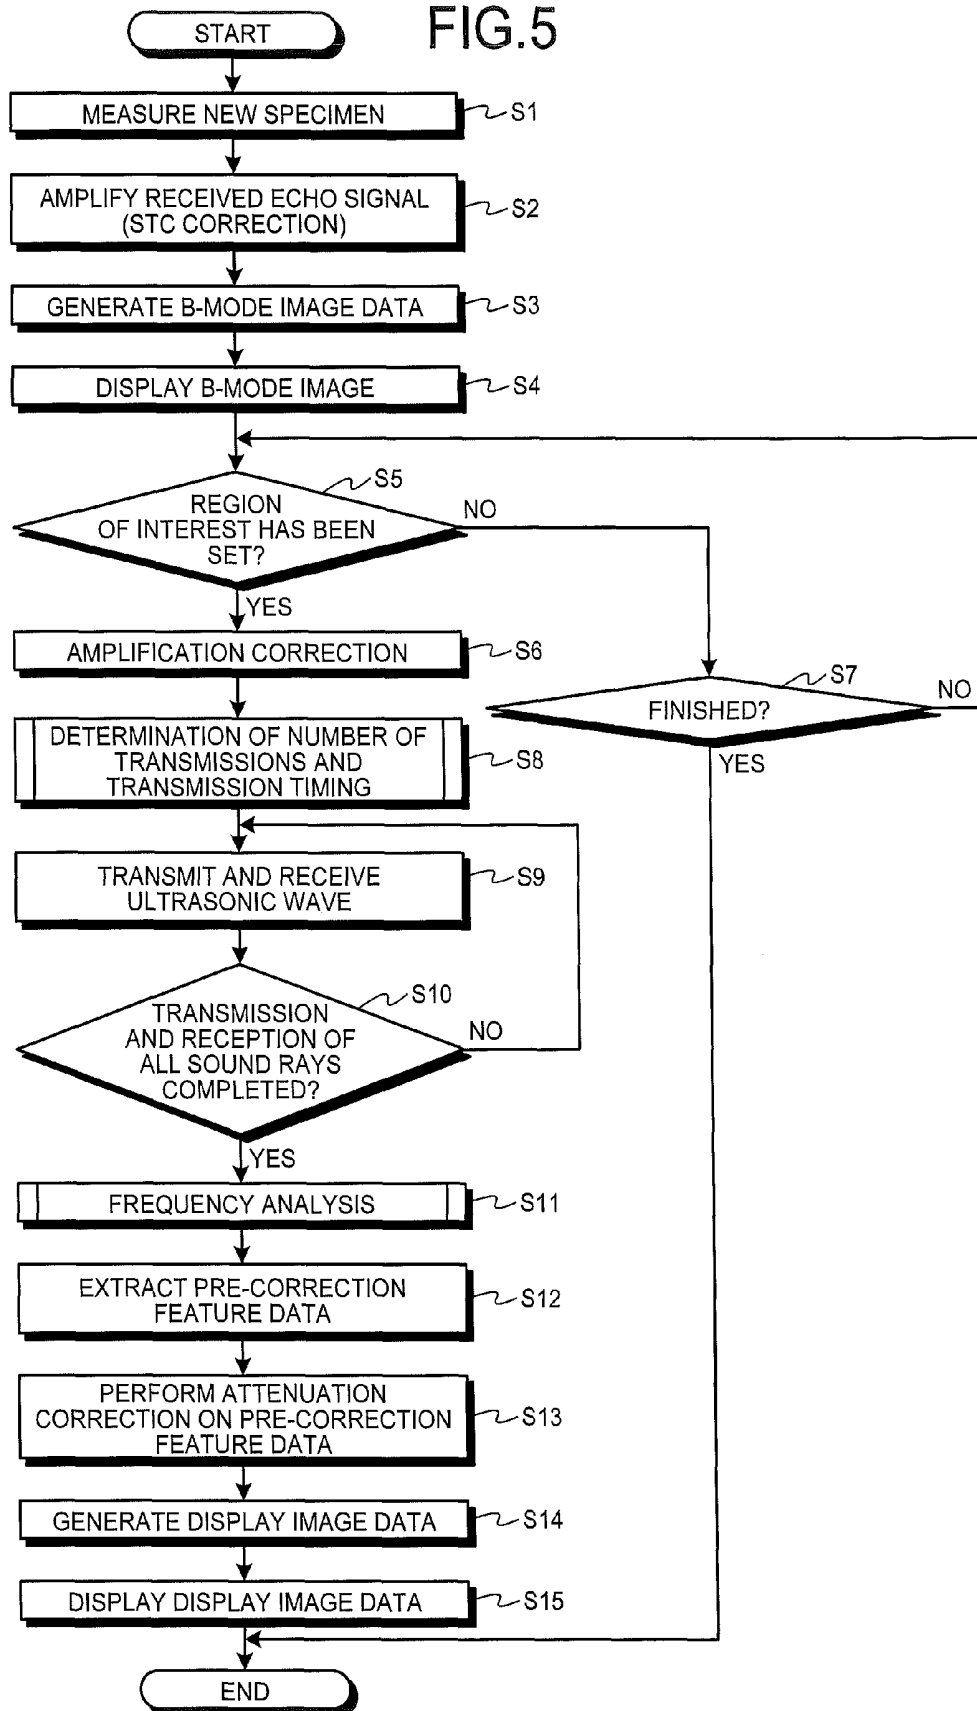 FIG.5
START
MEASURE NEW SPECIMEN
S1
AMPLIFY RECEIVED ECHO SIGNAL
(STC CORRECTION)
S2
GENERATE B-MODE IMAGE DATA
S3
DISPLAY B-MODE IMAGE
S4
REGION
OF INTEREST HAS BEEN
SET?
S5
NO
YES
AMPLIFICATION CORRECTION
S6
FINISHED?
S7
NO
YES
DETERMINATION OF NUMBER OF
TRANSMISSIONS AND
TRANSMISSION TIMING
S8
TRANSMIT AND RECEIVE
ULTRASONIC WAVE
S9
TRANSMISSION
AND RECEPTION OF
ALL SOUND RAYS
COMPLETED?
S10
NO
YES
FREQUENCY ANALYSIS
S11
EXTRACT PRE-CORRECTION
FEATURE DATA
S12
PERFORM ATTENUATION
CORRECTION ON PRE-CORRECTION
FEATURE DATA
S13
GENERATE DISPLAY IMAGE DATA
S14
DISPLAY DISPLAY IMAGE DATA
S15
END